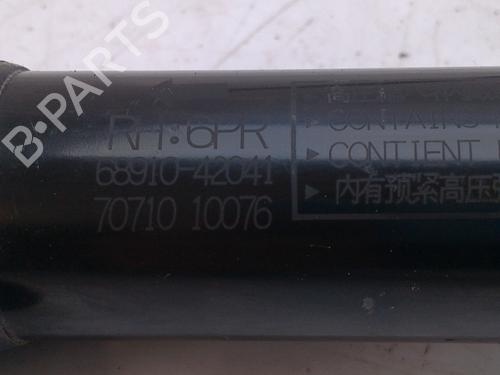 B-PARTS
RH:6PR
68910-42041
70710 10076
CONTAINS
▶ CONTIENT
▶ 内有预紧高压